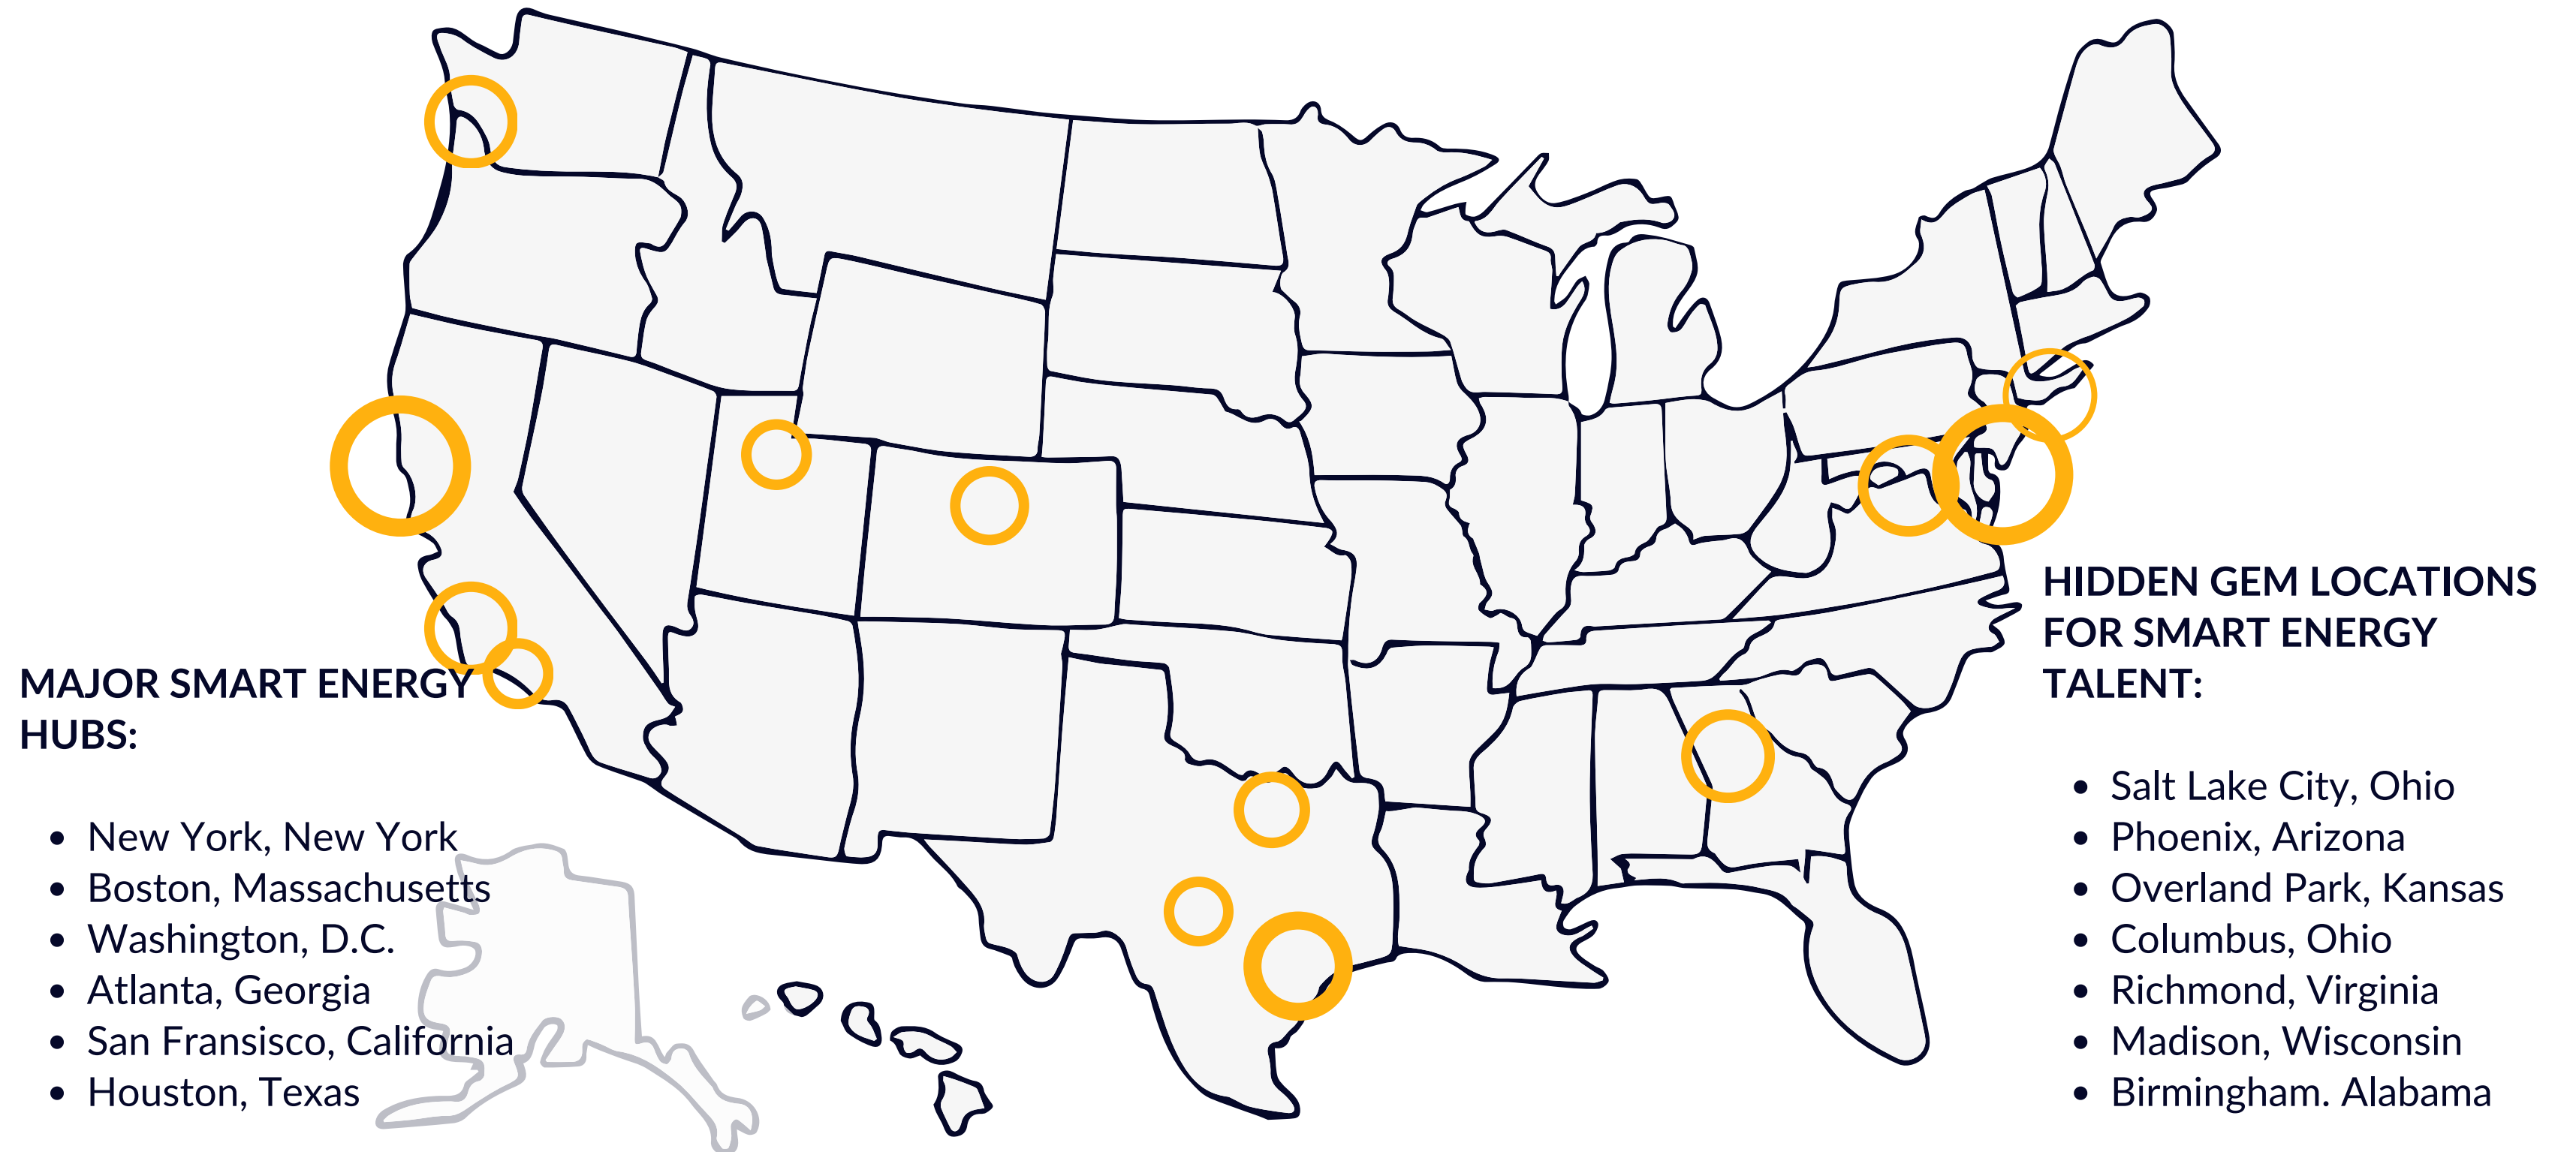 MAJOR SMART ENERGY
HUBS:
• New York, New York
• Boston, Massachusetts
• Washington, D.C.
• Atlanta, Georgia
• San Fransisco, California
• Houston, Texas
HIDDEN GEM LOCATIONS
FOR SMART ENERGY
TALENT:
• Salt Lake City, Ohio
• Phoenix, Arizona
• Overland Park, Kansas
• Columbus, Ohio
• Richmond, Virginia
• Madison, Wisconsin
• Birmingham. Alabama